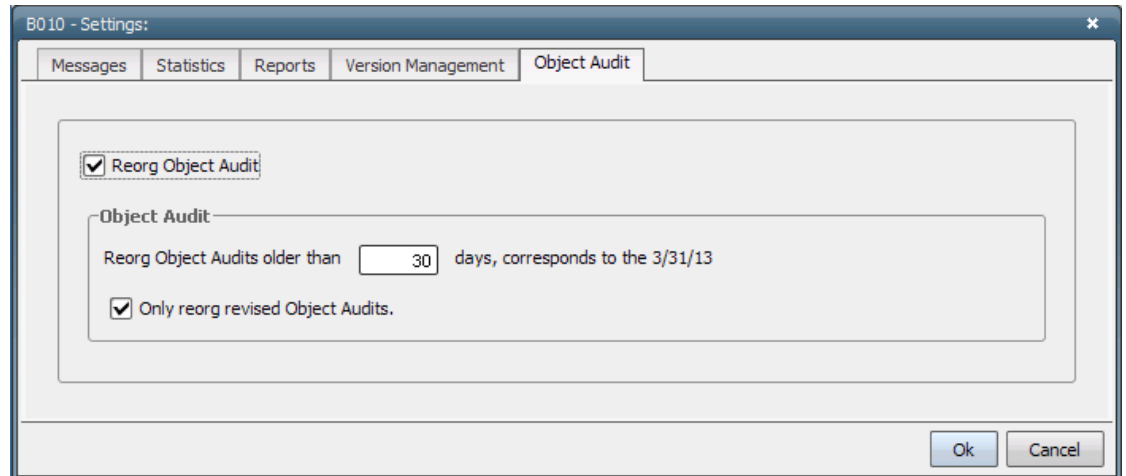 B010 - Settings:
Messages Statistics Reports Version Management Object Audit
Reorg Object Audit
Object Audit
Reorg Object Audits older than 30 days, corresponds to the 3/31/13
Only reorg revised Object Audits.
Ok Cancel